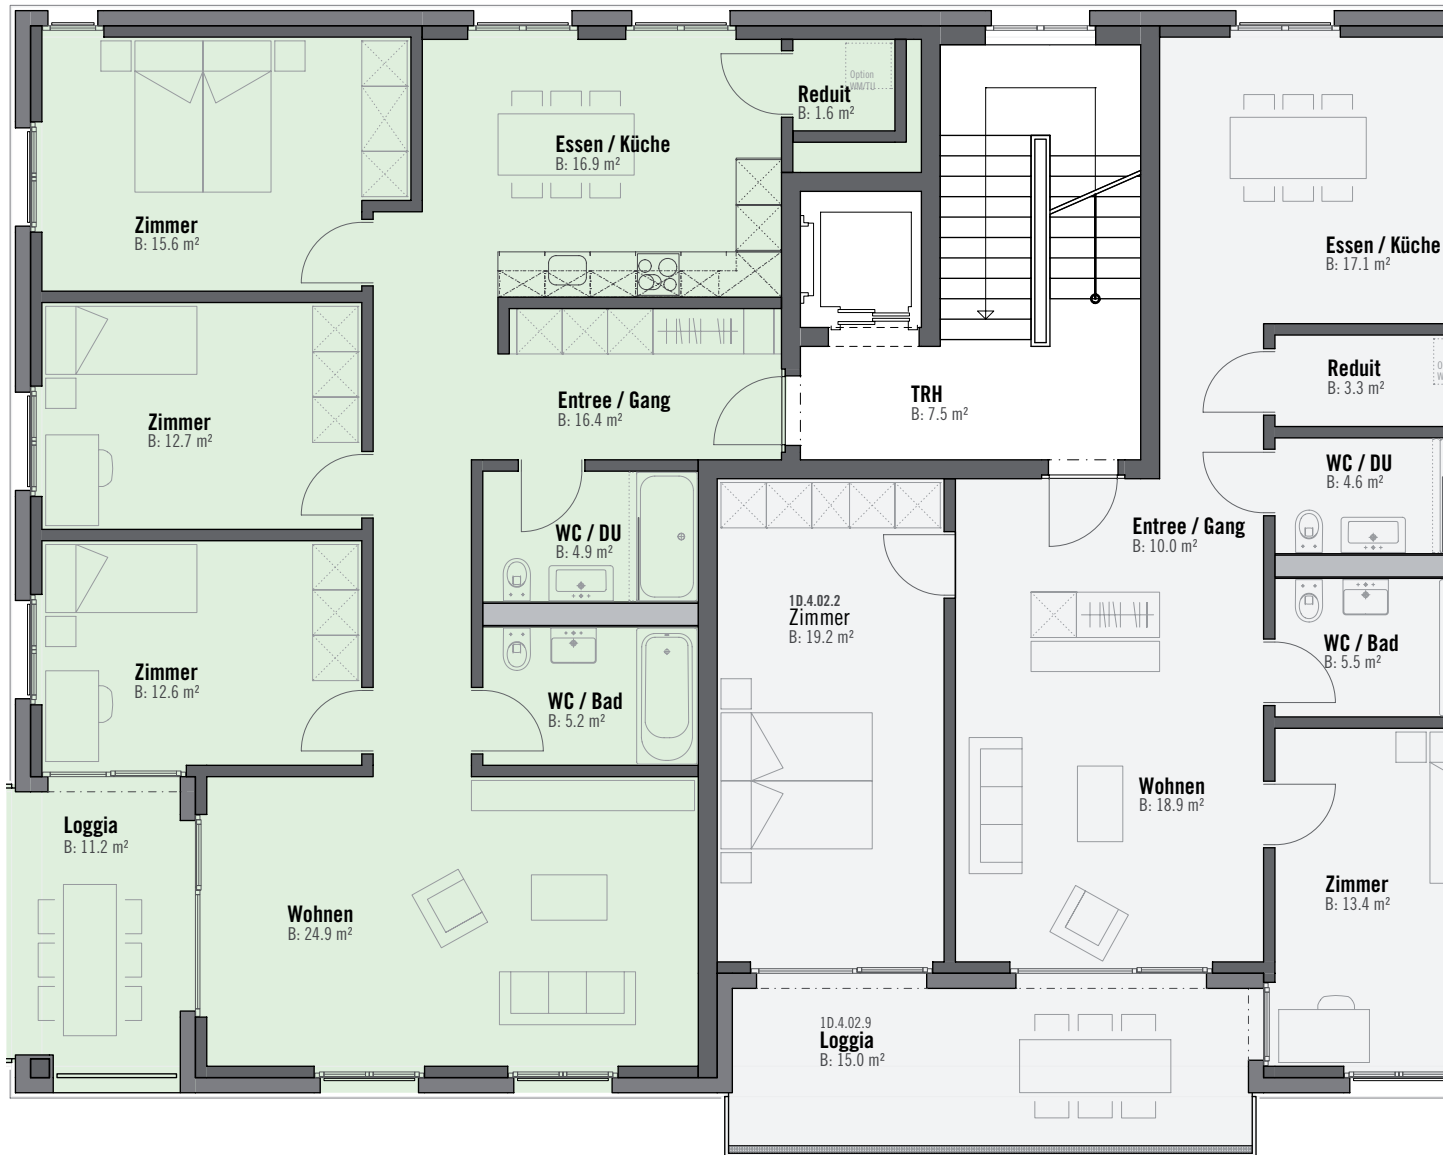 Option
WM/TU
Reduit
B: 1.6 m²
Essen / Küche
B: 16.9 m²
Zimmer
B: 15.6 m²
Essen / Küche
B: 17.1 m²
Reduit
B: 3.3 m²
Zimmer
B: 12.7 m²
Entree / Gang
B: 16.4 m²
TRH
B: 7.5 m²
WC / DU
B: 4.6 m²
WC / DU
B: 4.9 m²
Entree / Gang
B: 10.0 m²
1D.4.02.2
Zimmer
B: 19.2 m²
WC / Bad
B: 5.5 m²
Zimmer
B: 12.6 m²
WC / Bad
B: 5.2 m²
Wohnen
B: 18.9 m²
Loggia
B: 11.2 m²
Zimmer
B: 13.4 m²
Wohnen
B: 24.9 m²
1D.4.02.9
Loggia
B: 15.0 m²